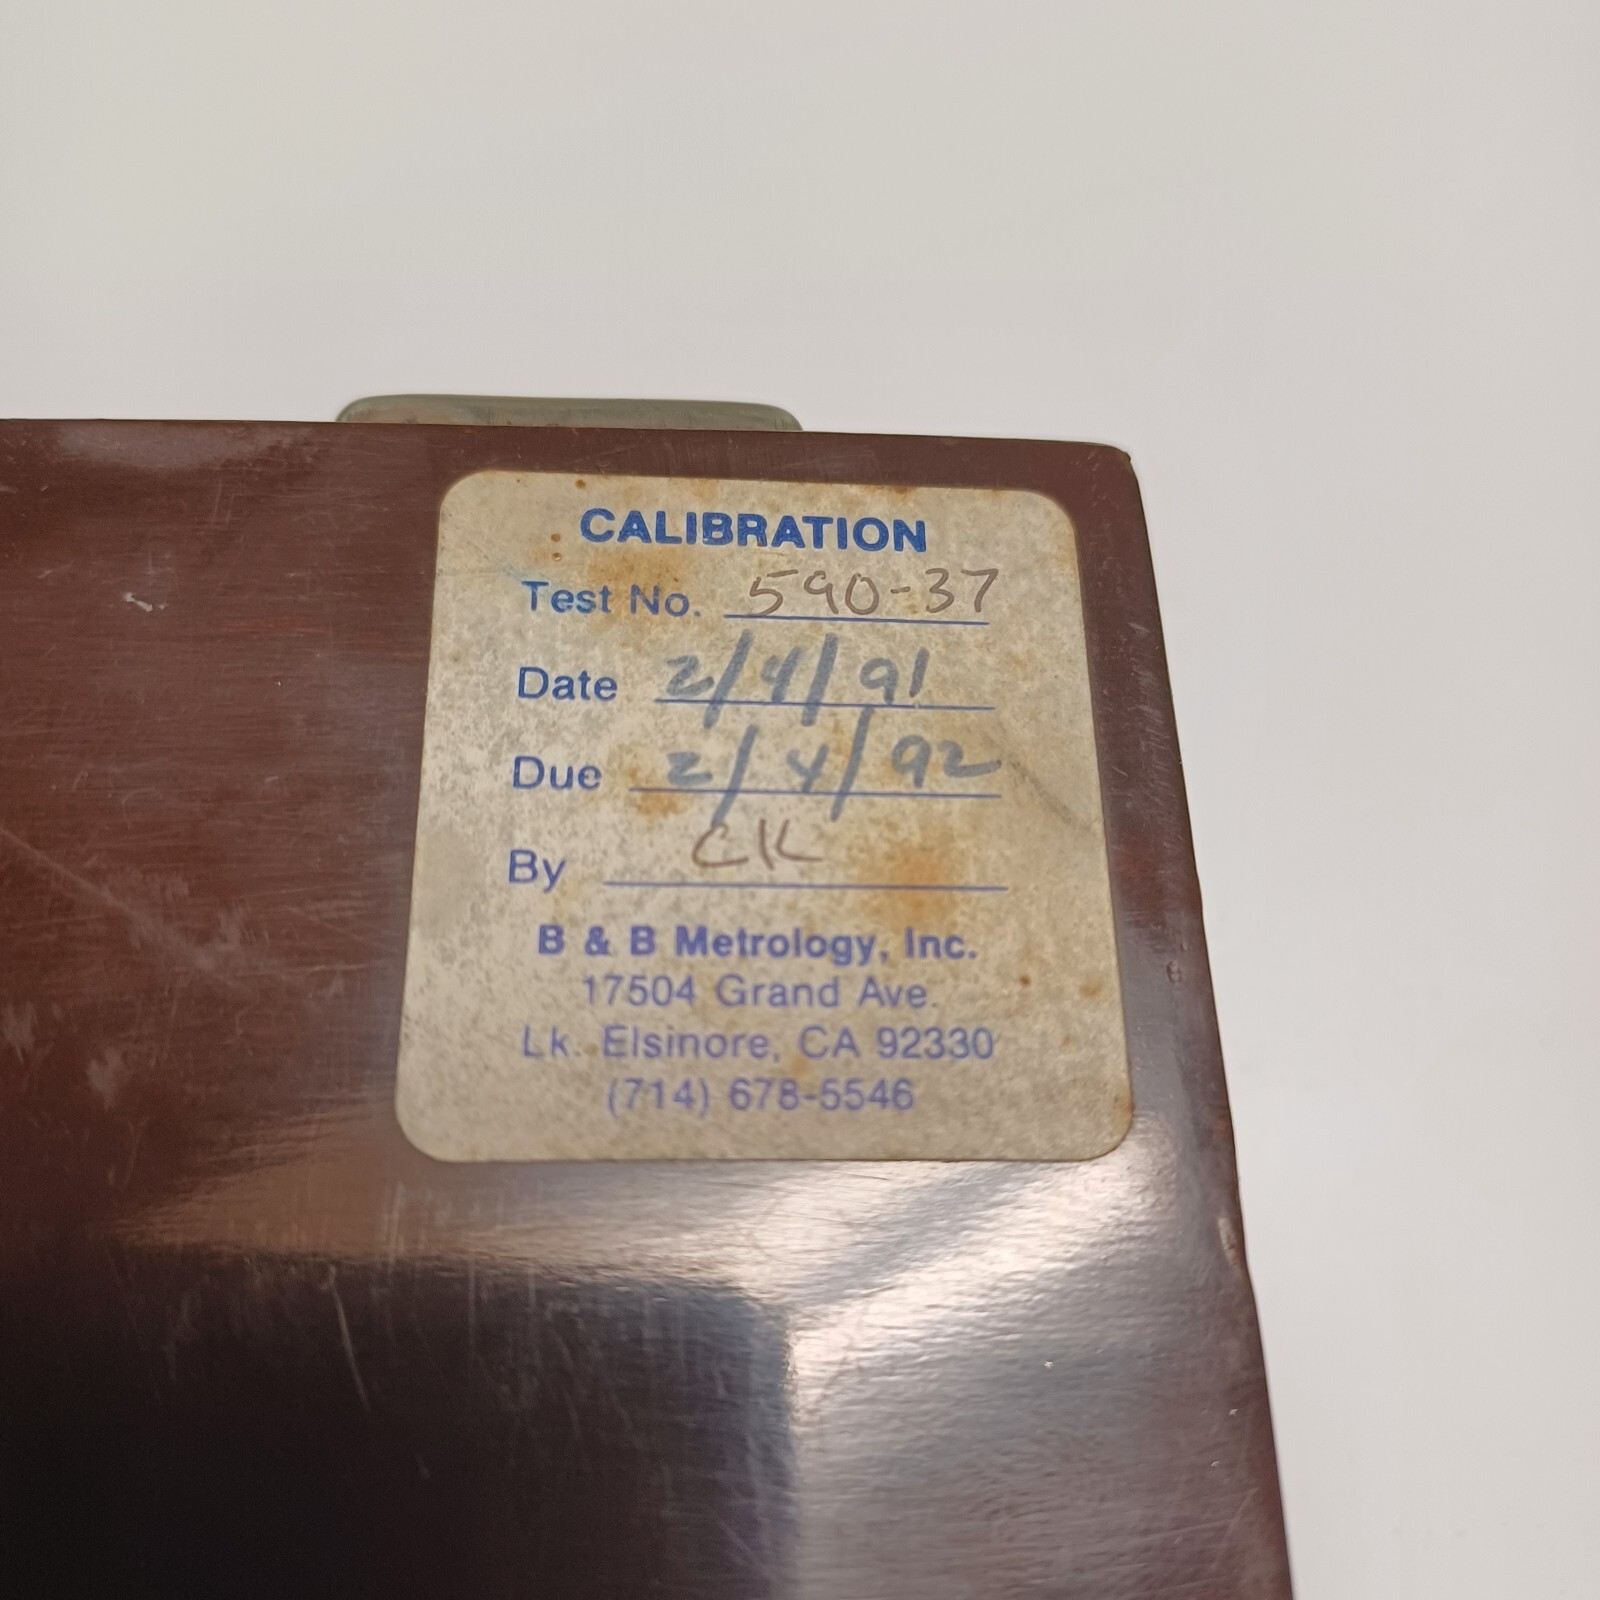 CALIBRATION
Test No. 590-37
Date 2/4/91
Due 2/4/92
By CK
B & B Metrology, Inc.
17504 Grand Ave.
Lk. Elsinore, CA 92330
(714) 678-5546